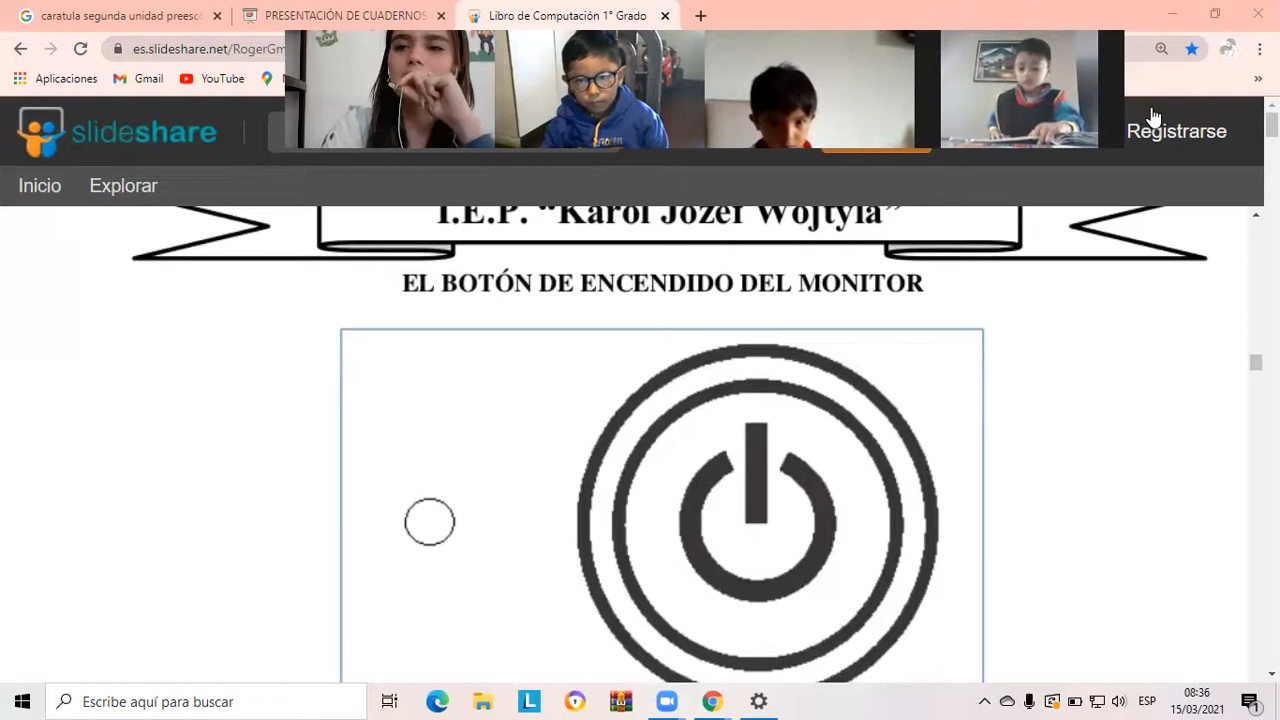 caratula segunda unidad preesco
PRESENTACIÓN DE CUADERNOS
Libro de Computación 1° Grado
es.slideshare.net/RogerGm
Aplicaciones
Gmail
YouTube
slideshare
Registrarse
Inicio
Explorar
I.E.P. “Karol Jozef Wojtyla”
EL BOTÓN DE ENCENDIDO DEL MONITOR
Escribe aquí para buscar
ESP
08:36
15/03/2021